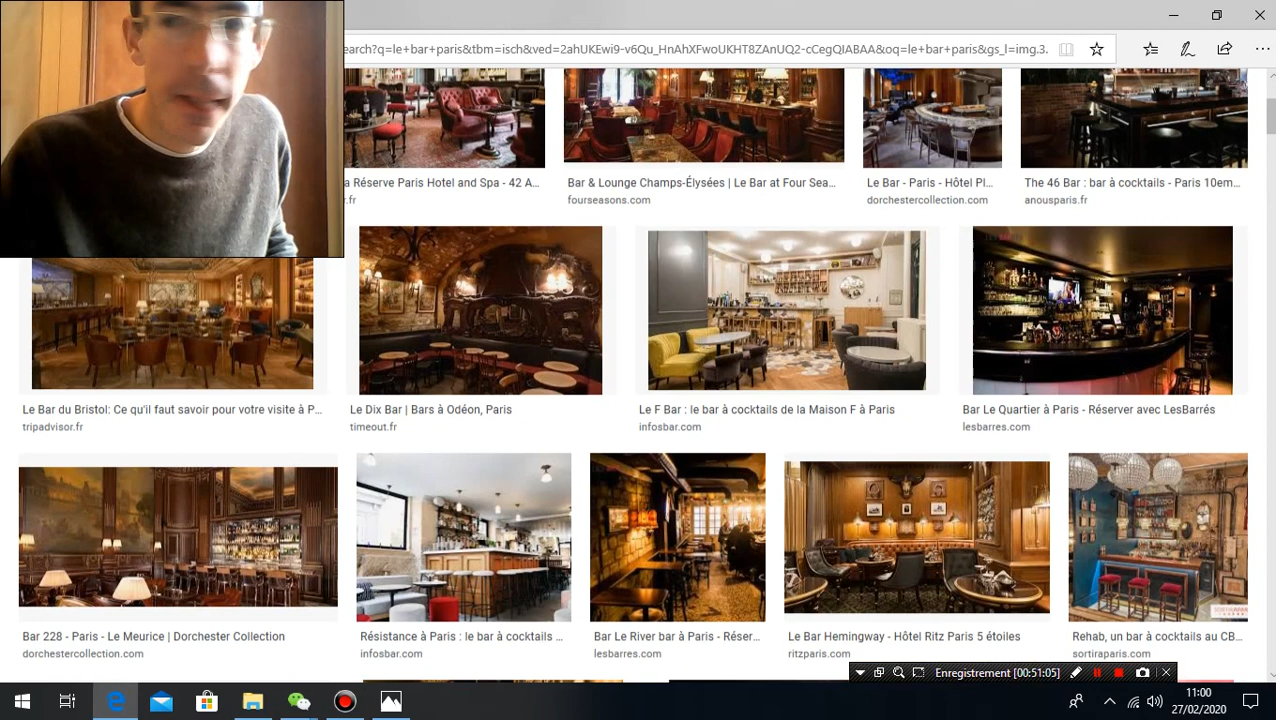 earch?q=le+bar+paris&tbm=isch&ved=2ahUKEwi9-v6Qu_HnAhXFwoUKHT8ZAnUQ2-cCegQIABAA&oq=le+bar+paris&gs_l=img.3.
a Réserve Paris Hotel and Spa - 42 A...
Bar & Lounge Champs-Élysées | Le Bar at Four Sea...
Le Bar - Paris - Hôtel Pl...
The 46 Bar : bar à cocktails - Paris 10em...
r.fr
fourseasons.com
dorchestercollection.com
anousparis.fr
Le Bar du Bristol: Ce qu'il faut savoir pour votre visite à P...
Le Dix Bar | Bars à Odéon, Paris
Le F Bar : le bar à cocktails de la Maison F à Paris
Bar Le Quartier à Paris - Réserver avec LesBarrés
tripadvisor.fr
timeout.fr
infosbar.com
lesbarres.com
Bar 228 - Paris - Le Meurice | Dorchester Collection
Résistance à Paris : le bar à cocktails ...
Bar Le River bar à Paris - Réser...
Le Bar Hemingway - Hôtel Ritz Paris 5 étoiles
Rehab, un bar à cocktails au CB...
dorchestercollection.com
infosbar.com
lesbarres.com
ritzparis.com
sortiraparis.com
Enregistrement [00:51:05]
11:00
27/02/2020